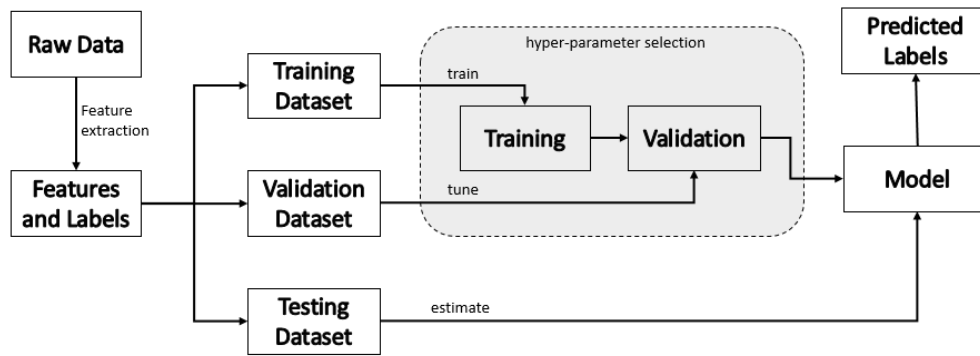 Raw Data
Feature
extraction
Features
and Labels
Training
Dataset
Validation
Dataset
Testing
Dataset
hyper-parameter selection
train
Training
Validation
tune
estimate
Predicted
Labels
Model